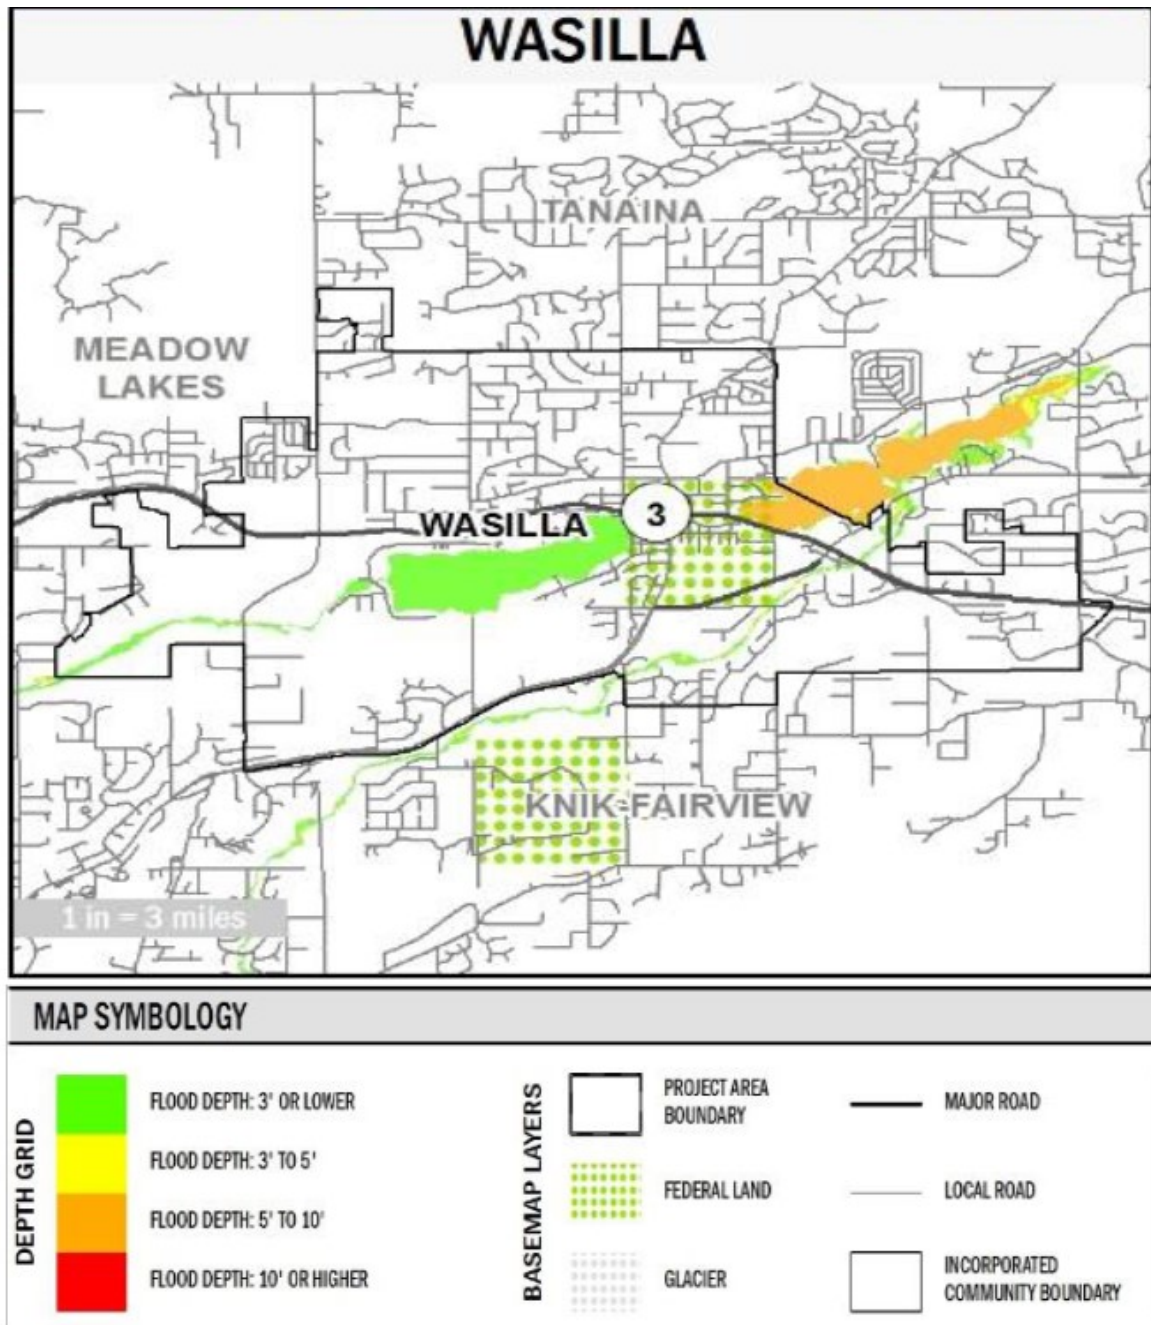 WASILLA
TANAINA
MEADOW
LAKES
WASILLA
3
KNIK-FAIRVIEW
1 in = 3 miles
MAP SYMBOLOGY
DEPTH GRID
FLOOD DEPTH: 3' OR LOWER
FLOOD DEPTH: 3' TO 5'
FLOOD DEPTH: 5' TO 10'
FLOOD DEPTH: 10' OR HIGHER
BASEMAP LAYERS
PROJECT AREA
BOUNDARY
FEDERAL LAND
GLACIER
MAJOR ROAD
LOCAL ROAD
INCORPORATED
COMMUNITY BOUNDARY